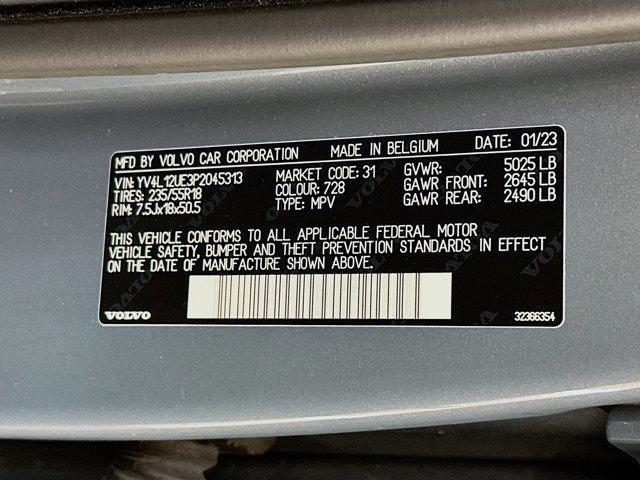 MFD BY VOLVO CAR CORPORATION MADE IN BELGIUM DATE: 01/23
VIN: YV4L12UE3P2045313 MARKET CODE: 31 GVWR: 5025 LB
TIRES: 235/55R18 COLOUR: 728 GAWR FRONT: 2645 LB
RIM: 7.5Jx18x50.5 TYPE: MPV GAWR REAR: 2490 LB
THIS VEHICLE CONFORMS TO ALL APPLICABLE FEDERAL MOTOR
VEHICLE SAFETY, BUMPER AND THEFT PREVENTION STANDARDS IN EFFECT
ON THE DATE OF MANUFACTURE SHOWN ABOVE.
VOLVO 32366354